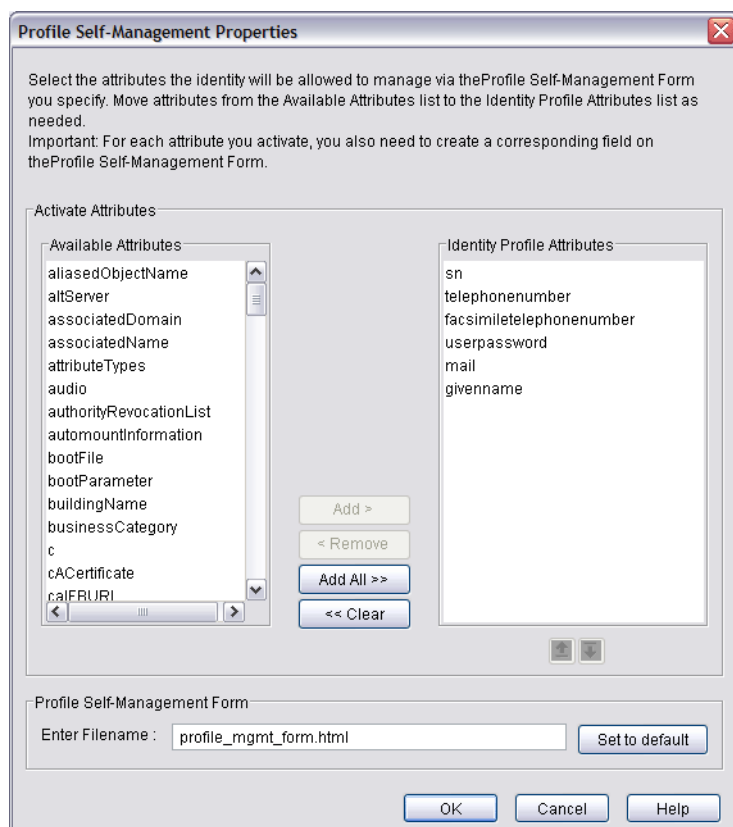 Profile Self-Management Properties
Select the attributes the identity will be allowed to manage via theProfile Self-Management Form
you specify. Move attributes from the Available Attributes list to the Identity Profile Attributes list as
needed.
Important: For each attribute you activate, you also need to create a corresponding field on
theProfile Self-Management Form.
Activate Attributes
Available Attributes
aliasedObjectName
altServer
associatedDomain
associatedName
attributeTypes
audio
authorityRevocationList
automountInformation
bootFile
bootParameter
buildingName
businessCategory
c
cACertificate
calFBURL
Add >
< Remove
Add All >>
<< Clear
Identity Profile Attributes
sn
telephonenumber
facsimiletelephonenumber
userpassword
mail
givenname
Profile Self-Management Form
Enter Filename :
profile_mgmt_form.html
Set to default
OK
Cancel
Help